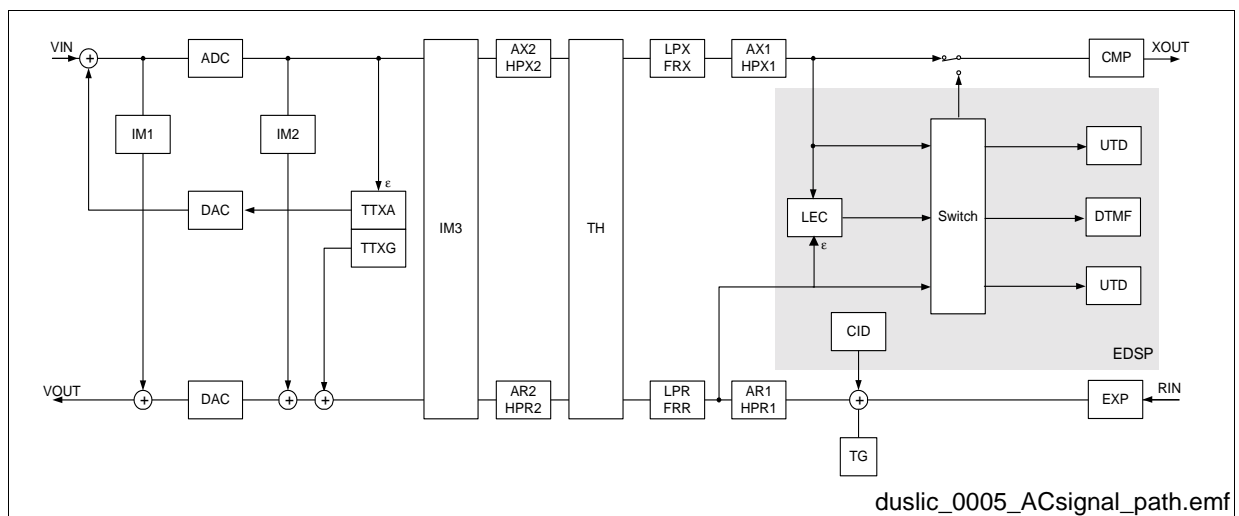 VIN
+
ADC
AX2
HPX2
LPX
FRX
AX1
HPX1
CMP
XOUT
IM1
IM2
ε
DAC
TTXA
TTXG
IM3
TH
LEC
ε
Switch
UTD
DTMF
UTD
CID
EDSP
VOUT
+
DAC
+
+
AR2
HPR2
LPR
FRR
AR1
HPR1
+
EXP
RIN
TG
duslic_0005_ACsignal_path.emf